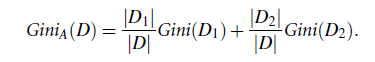 Gini_A(D) = |D_1|/|D| Gini(D_1) + |D_2|/|D| Gini(D_2).